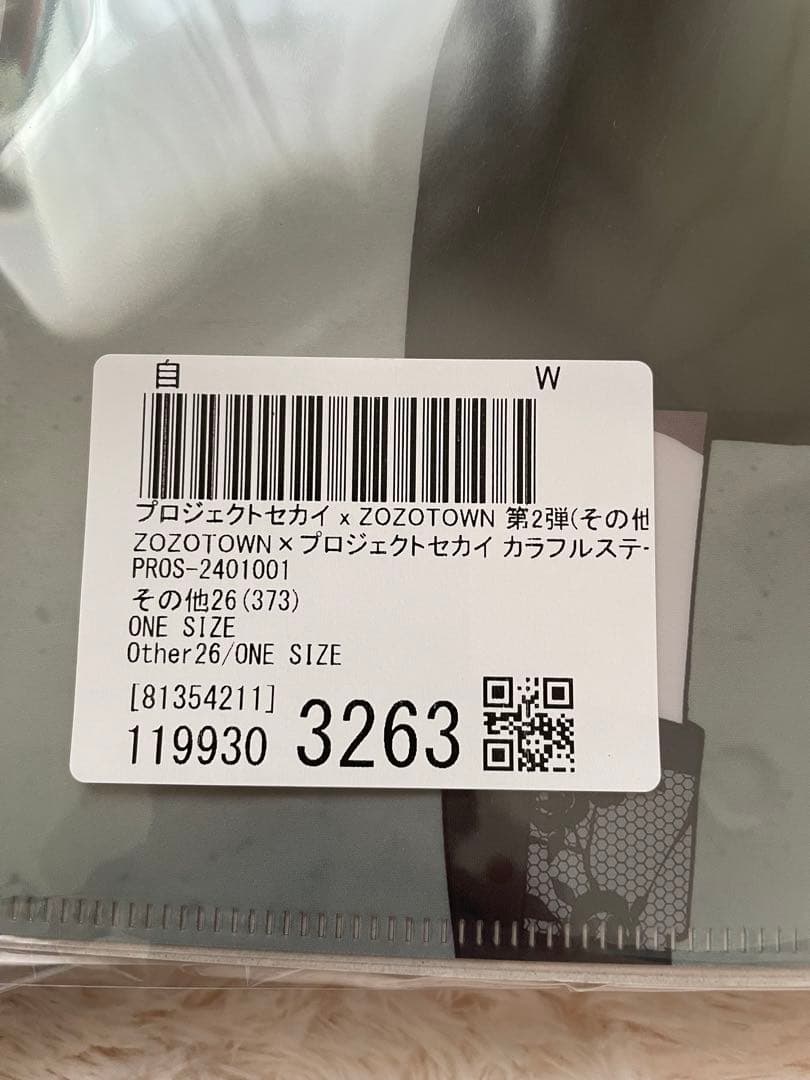 自 W
プロジェクトセカイ x ZOZOTOWN 第2弾(その他
ZOZOTOWN×プロジェクトセカイ カラフルステー
PROS-2401001
その他26(373)
ONE SIZE
Other26/ONE SIZE
[81354211]
119930 3263